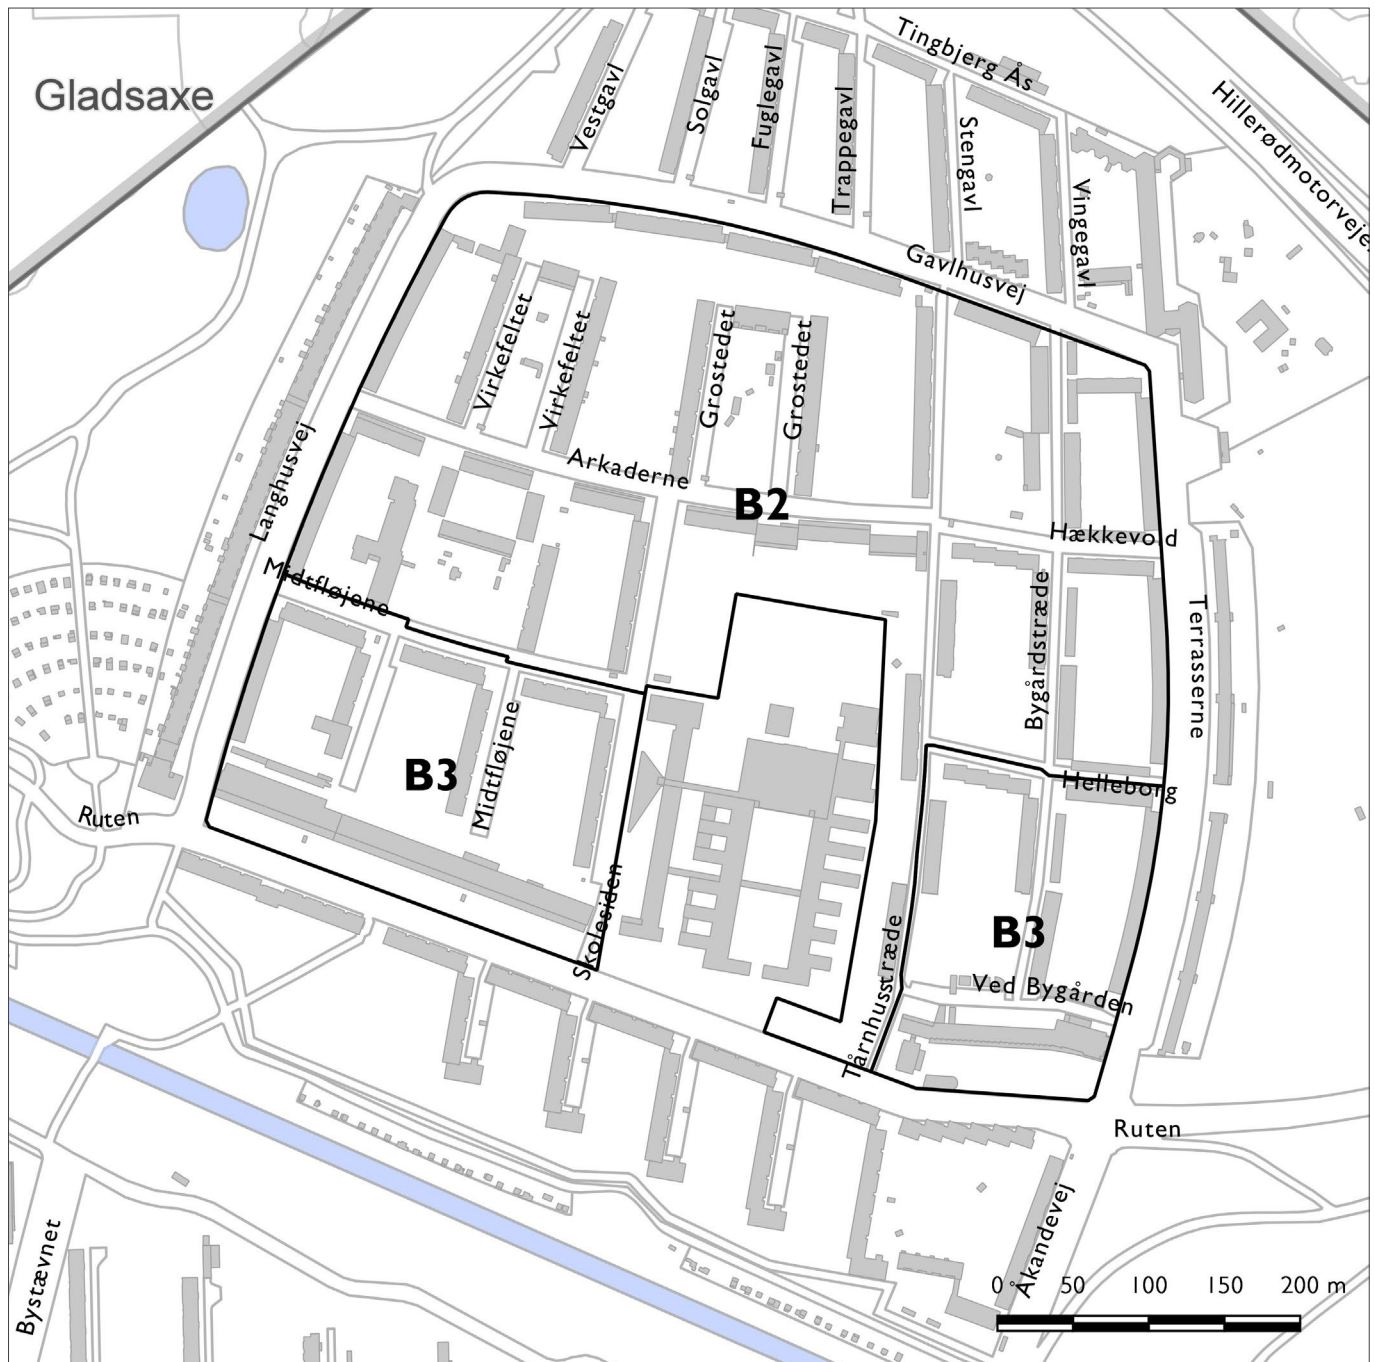 Tingbjerg Ås
Gladsaxe
Vestgavl
Solgavl
Fuglegavl
Trappegavl
Stengavl
Vingegavl
Gavlhusvej
Virkefeltet
Virkefeltet
Grostedet
Grostedet
Langhusvej
Arkaderne
B2
Hækkevold
Midtfløjene
Bygårdstræde
Terrasserne
B3
Midtfløjene
Helleborg
Ruten
Skolesiden
Tårnhusstræde
B3
Ved Bygården
Ruten
Bystævnet
Åkandevej
0 50 100 150 200 m